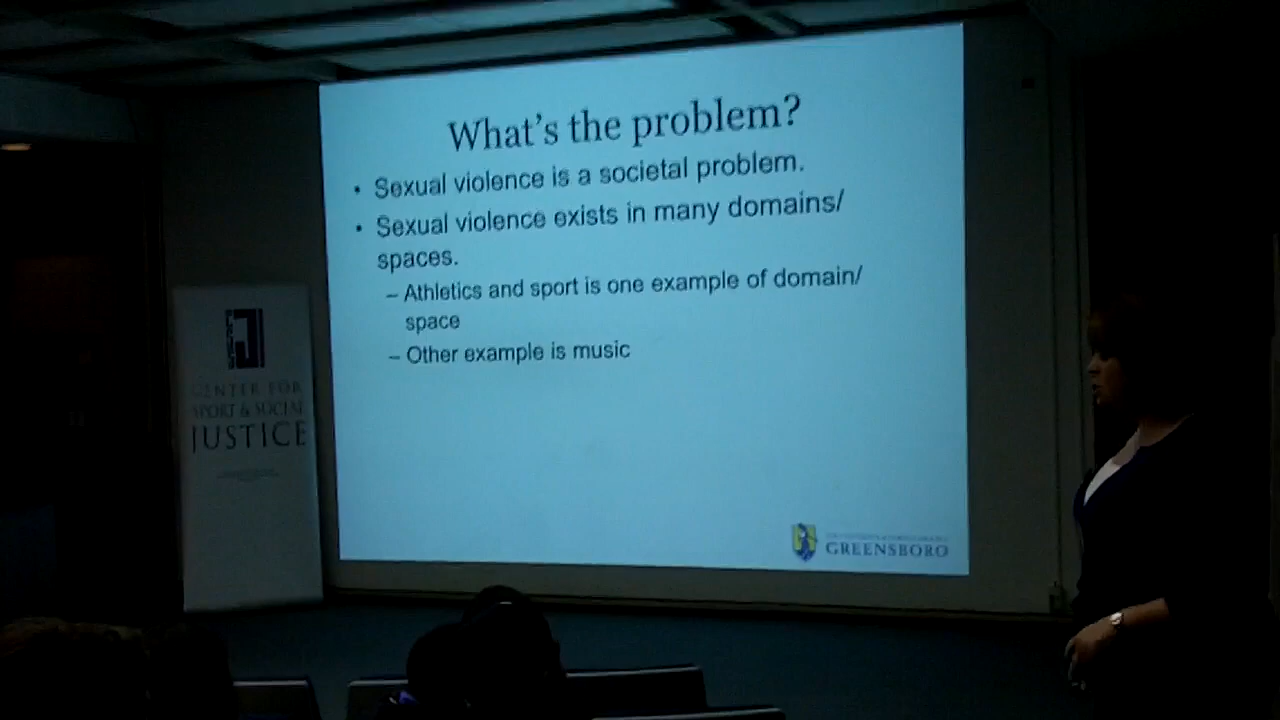 What's the problem?
• Sexual violence is a societal problem.
• Sexual violence exists in many domains/
spaces.
– Athletics and sport is one example of domain/
space
– Other example is music
GREENSBORO
CENTER FOR
SPORT & SOCIAL
JUSTICE